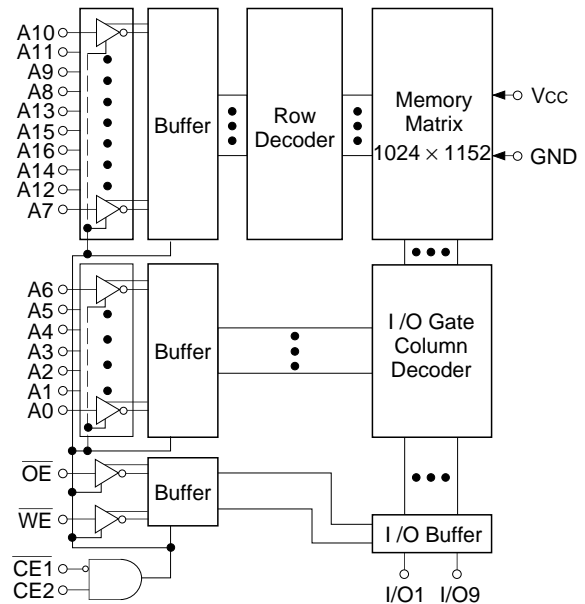 A10
A11
A9
A8
A13
A15
A16
A14
A12
A7
Buffer
Row
Decoder
Memory
Matrix
1024 × 1152
VCC
GND
A6
A5
A4
A3
A2
A1
A0
Buffer
I /O Gate
Column
Decoder
OE
WE
CE1
CE2
Buffer
I /O Buffer
I/O1 I/O9